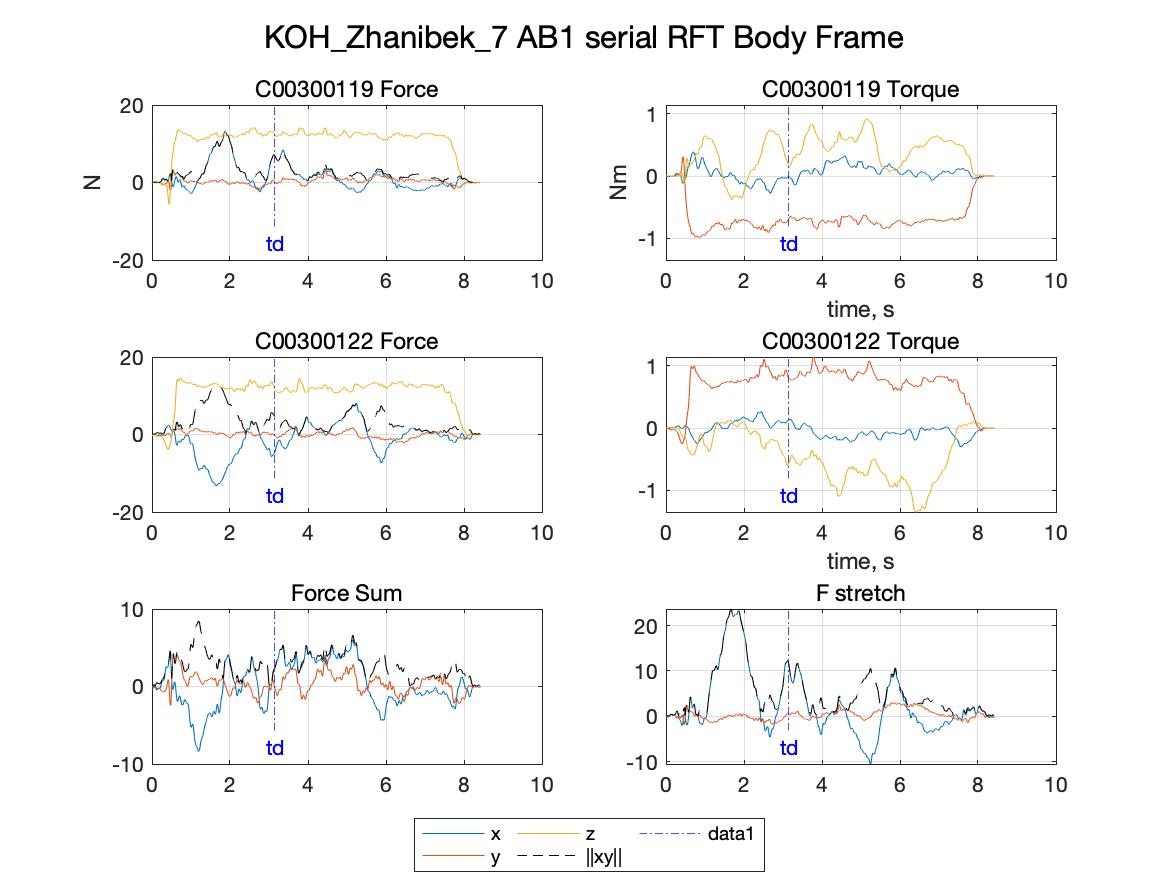 KOH_Zhanibek_7 AB1 serial RFT Body Frame
C00300119 Force
20
0
-20
N
td
0 2 4 6 8 10
C00300119 Torque
1
0
-1
Nm
td
0 2 4 6 8 10
time, s
C00300122 Force
20
0
-20
td
0 2 4 6 8 10
C00300122 Torque
1
0
-1
td
0 2 4 6 8 10
time, s
Force Sum
10
0
-10
td
0 2 4 6 8 10
F stretch
20
10
0
-10
td
0 2 4 6 8 10
x z data1
y ||xy||